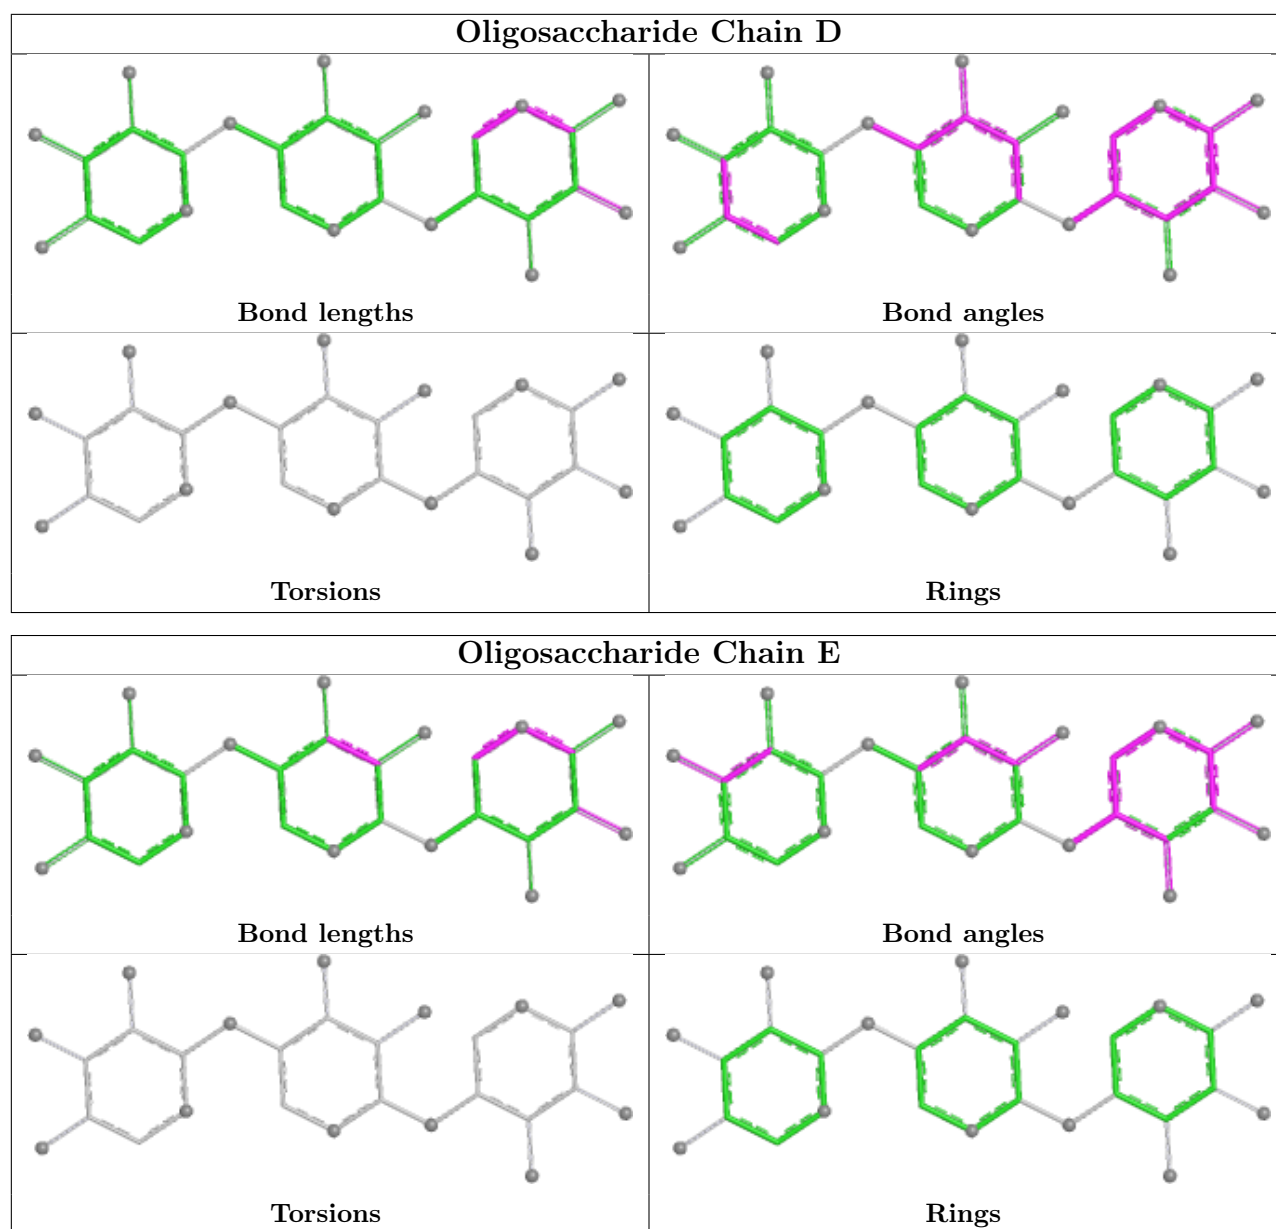 Oligosaccharide Chain D
Bond lengths
Bond angles
Torsions
Rings
Oligosaccharide Chain E
Bond lengths
Bond angles
Torsions
Rings